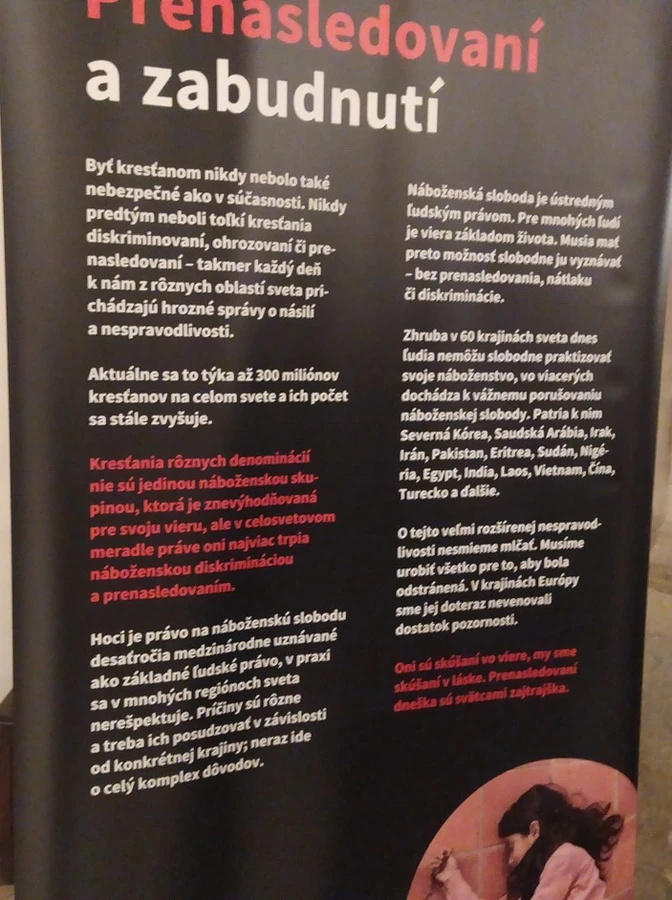 Prenasledovaní
a zabudnutí
Byť kresťanom nikdy nebolo také
nebezpečné ako v súčasnosti. Nikdy
predtým neboli toľkí kresťania
diskriminovaní, ohrozovaní či pre-
nasledovaní – takmer každý deň
k nám z rôznych oblastí sveta pri-
chádzajú hrozné správy o násilí
a nespravodlivosti.
Aktuálne sa to týka až 300 miliónov
kresťanov na celom svete a ich počet
sa stále zvyšuje.
Kresťania rôznych denominácií
nie sú jedinou náboženskou sku-
pinou, ktorá je znevýhodňovaná
pre svoju vieru, ale v celosvetovom
meradle práve oni najviac trpia
náboženskou diskrimináciou
a prenasledovaním.
Hoci je právo na náboženskú slobodu
desaťročia medzinárodne uznávané
ako základné ľudské právo, v praxi
sa v mnohých regiónoch sveta
nerešpektuje. Príčiny sú rôzne
a treba ich posudzovať v závislosti
od konkrétnej krajiny; neraz ide
o celý komplex dôvodov.
Náboženská sloboda je ústredným
ľudským právom. Pre mnohých ľudí
je viera základom života. Musia mať
preto možnosť slobodne ju vyznávať
– bez prenasledovania, nátlaku
či diskriminácie.
Zhruba v 60 krajinách sveta dnes
ľudia nemôžu slobodne praktizovať
svoje náboženstvo, vo viacerých
dochádza k vážnemu porušovaniu
náboženskej slobody. Patria k nim
Severná Kórea, Saudská Arábia, Irak,
Irán, Pakistan, Eritrea, Sudán, Nigé-
ria, Egypt, India, Laos, Vietnam, Čína,
Turecko a ďalšie.
O tejto veľmi rozšírenej nespravod-
livosti nesmieme mlčať. Musíme
urobiť všetko pre to, aby bola
odstránená. V krajinách Európy
sme jej doteraz nevenovali
dostatok pozornosti.
Oni sú skúšaní vo viere, my sme
skúšaní v láske. Prenasledovaní
dneška sú svätcami zajtrajška.